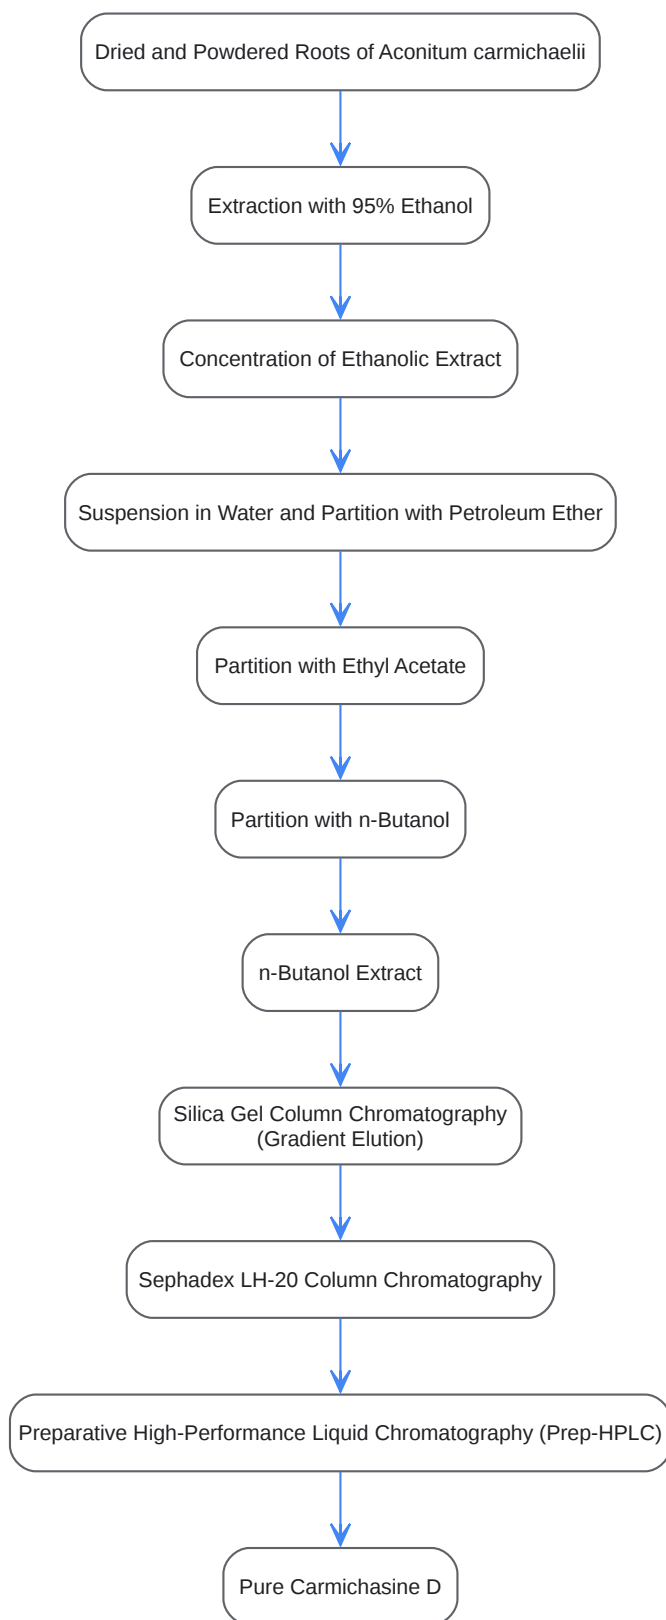 Dried and Powdered Roots of Aconitum carmichaelii
Extraction with 95% Ethanol
Concentration of Ethanolic Extract
Suspension in Water and Partition with Petroleum Ether
Partition with Ethyl Acetate
Partition with n-Butanol
n-Butanol Extract
Silica Gel Column Chromatography
(Gradient Elution)
Sephadex LH-20 Column Chromatography
Preparative High-Performance Liquid Chromatography (Prep-HPLC)
Pure Carmichasine D